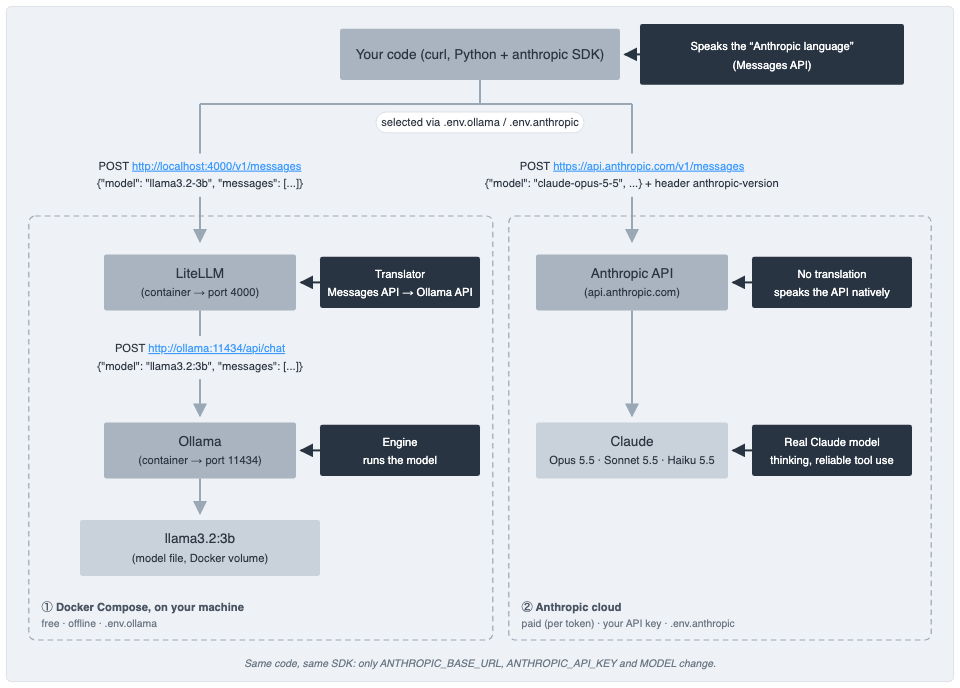 Your code (curl, Python + anthropic SDK)
Speaks the “Anthropic language”
(Messages API)
selected via .env.ollama / .env.anthropic
POST http://localhost:4000/v1/messages
{"model": "llama3.2-3b", "messages": [...]}
POST https://api.anthropic.com/v1/messages
{"model": "claude-opus-5-5", ...} + header anthropic-version
LiteLLM
(container → port 4000)
Translator
Messages API → Ollama API
Anthropic API
(api.anthropic.com)
No translation
speaks the API natively
POST http://ollama:11434/api/chat
{"model": "llama3.2:3b", "messages": [...]}
Ollama
(container → port 11434)
Engine
runs the model
Claude
Opus 5.5 · Sonnet 5.5 · Haiku 5.5
Real Claude model
thinking, reliable tool use
llama3.2:3b
(model file, Docker volume)
① Docker Compose, on your machine
free · offline · .env.ollama
② Anthropic cloud
paid (per token) · your API key · .env.anthropic
Same code, same SDK: only ANTHROPIC_BASE_URL, ANTHROPIC_API_KEY and MODEL change.